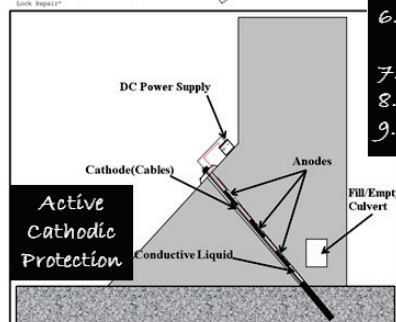 Lock Repair"
6.
7.
8.
9.
DC Power Supply
Cathode(Cables)
Anodes
Fill/Empty
Culvert
Active
Cathodic
Protection
Conductive Liquid